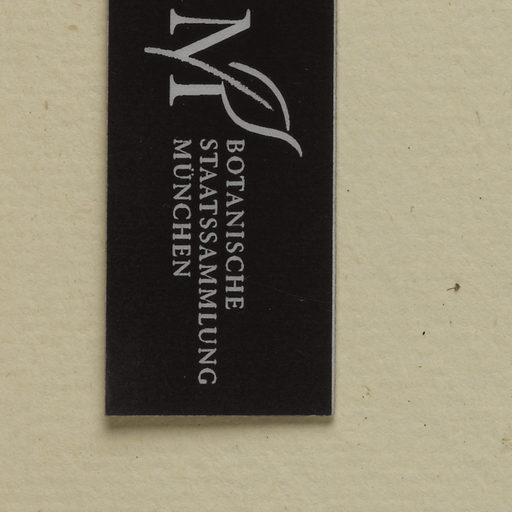 M
BOTANISCHE
STAATSSAMMLUNG
MÜNCHEN